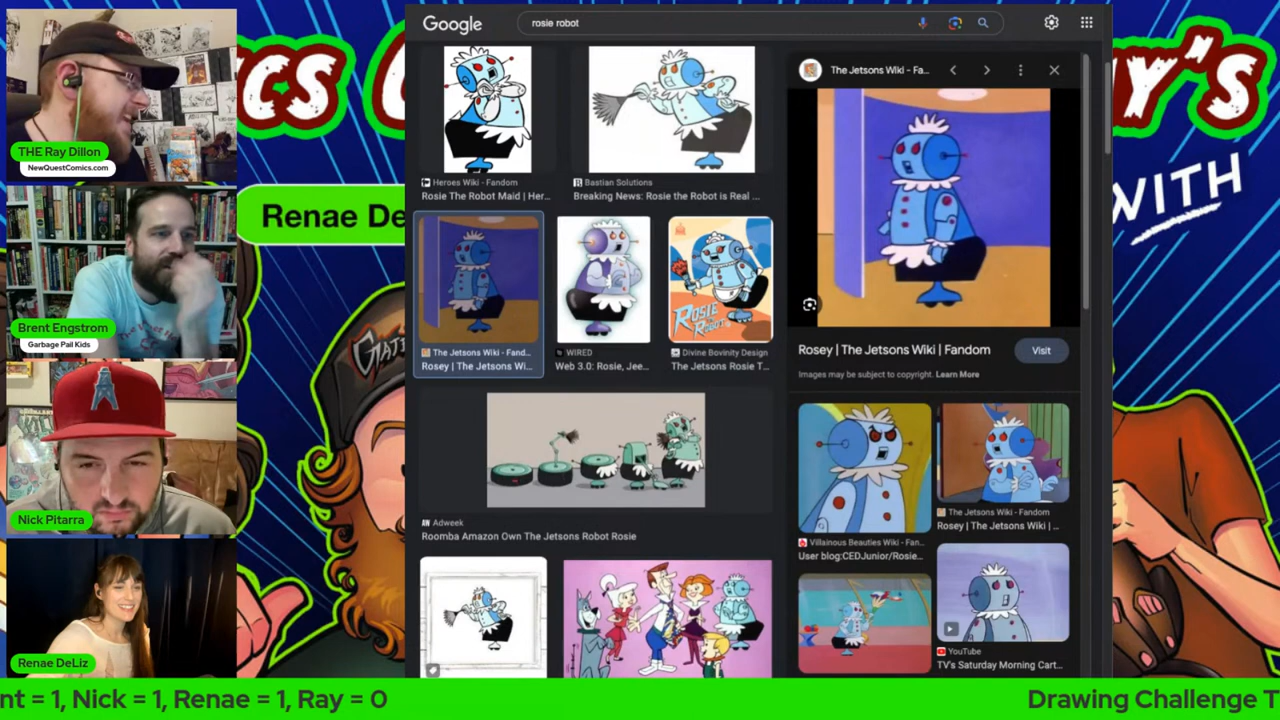 THE Ray Dillon
NewQuestComics.com
Brent Engstrom
Garbage Pail Kids
Nick Pitarra
Renae DeLiz
Renae De
Y'S
WITH
Google
rosie robot
Heroes Wiki - Fandom
Rosie The Robot Maid | Her...
Bastian Solutions
Breaking News: Rosie the Robot is Real ...
The Jetsons Wiki - Fand...
Rosey | The Jetsons Wi...
WIRED
Web 3.0: Rosie, Jee...
ROSIE
THE
ROBOT
Divine Bovinity Design
The Jetsons Rosie T...
Adweek
Roomba Amazon Own The Jetsons Robot Rosie
The Jetsons Wiki - Fa...
Rosey | The Jetsons Wiki | Fandom
Visit
Images may be subject to copyright. Learn More
Villainous Beauties Wiki - Fan...
User blog:CEDJunior/Rosie...
The Jetsons Wiki - Fandom
Rosey | The Jetsons Wiki | ...
YouTube
TV's Saturday Morning Cart...
nt = 1, Nick = 1, Renae = 1, Ray = 0
Drawing Challenge T